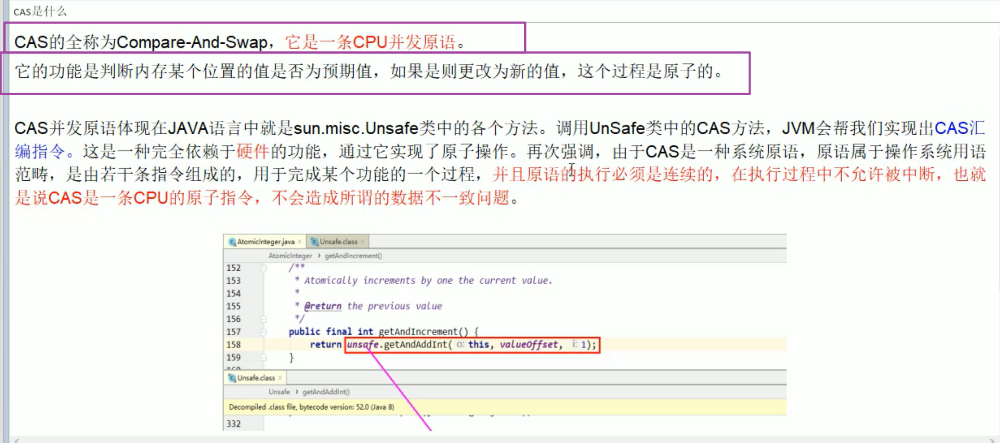 CAS是什么
CAS的全称为Compare-And-Swap，它是一条CPU并发原语。
它的功能是判断内存某个位置的值是否为预期值，如果是则更改为新的值，这个过程是原子的。
CAS并发原语体现在JAVA语言中就是sun.misc.Unsafe类中的各个方法。调用UnSafe类中的CAS方法，JVM会帮我们实现出CAS汇
编指令。这是一种完全依赖于硬件的功能，通过它实现了原子操作。再次强调，由于CAS是一种系统原语，原语属于操作系统用语
范畴，是由若干条指令组成的，用于完成某个功能的一个过程，并且原语的执行必须是连续的，在执行过程中不允许被中断，也就
是说CAS是一条CPU的原子指令，不会造成所谓的数据不一致问题。
AtomicInteger.java × Unsafe.class ×
AtomicInteger › getAndIncrement()
152 /**
153 * Atomically increments by one the current value.
154 *
155 * @return the previous value
156 */
157 public final int getAndIncrement() {
158 return unsafe.getAndAddInt( o: this, valueOffset, i: 1);
159 }
Unsafe.class ×
Unsafe › getAndAddInt()
Decompiled .class file, bytecode version: 52.0 (Java 8)
332